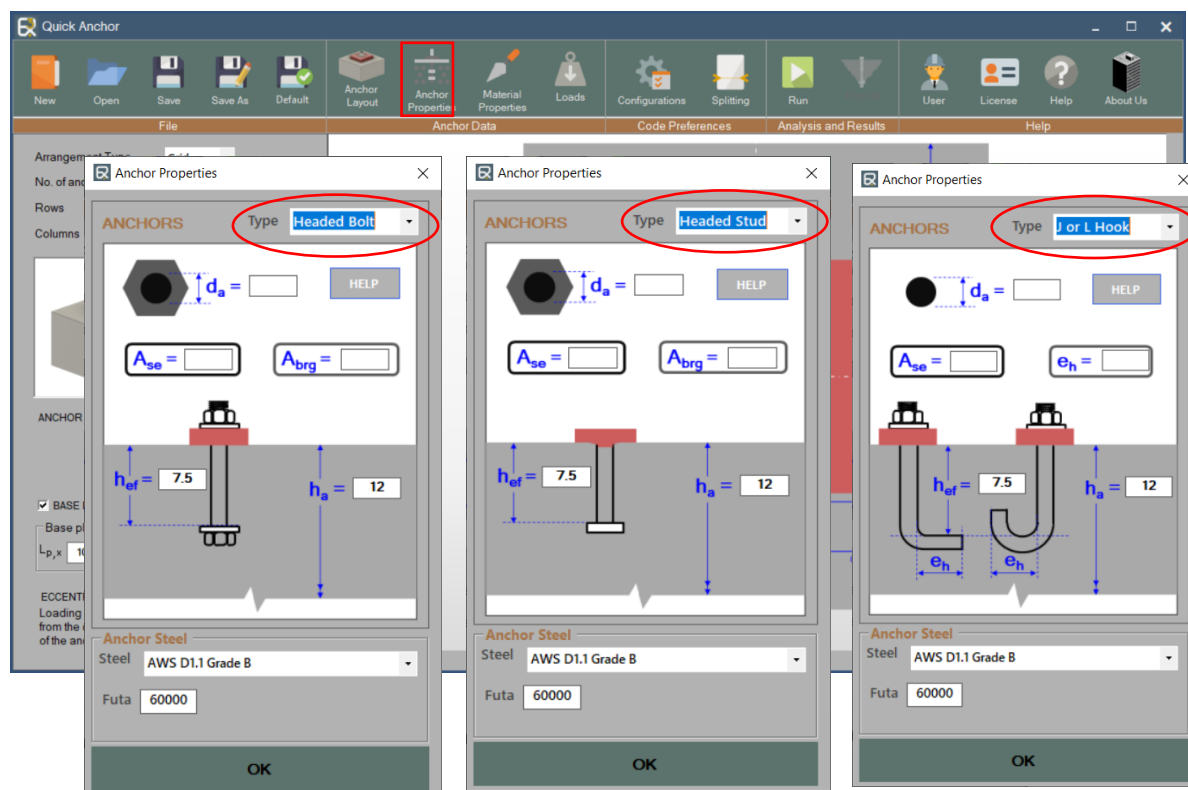 Quick Anchor
New Open Save Save As Default Anchor Layout Anchor Properties Material Properties Loads Configurations Splitting Run User License Help About Us
File Anchor Data Code Preferences Analysis and Results Help
No. of
Rows
Columns
ANCHOR
BASE
Base
Lp,x
Loading
from the
of the
Anchor Properties
ANCHORS Type Headed Bolt
da =
HELP
Ase = Abrg =
hef = 7.5
ha = 12
Anchor Steel
Steel AWS D1.1 Grade B
Futa 60000
OK
Anchor Properties
ANCHORS Type Headed Stud
da =
HELP
Ase = Abrg =
hef = 7.5
ha = 12
Anchor Steel
Steel AWS D1.1 Grade B
Futa 60000
OK
Anchor Properties
ANCHORS Type J or L Hook
da =
HELP
Ase = eh =
hef = 7.5
ha = 12
eh eh
Anchor Steel
Steel AWS D1.1 Grade B
Futa 60000
OK